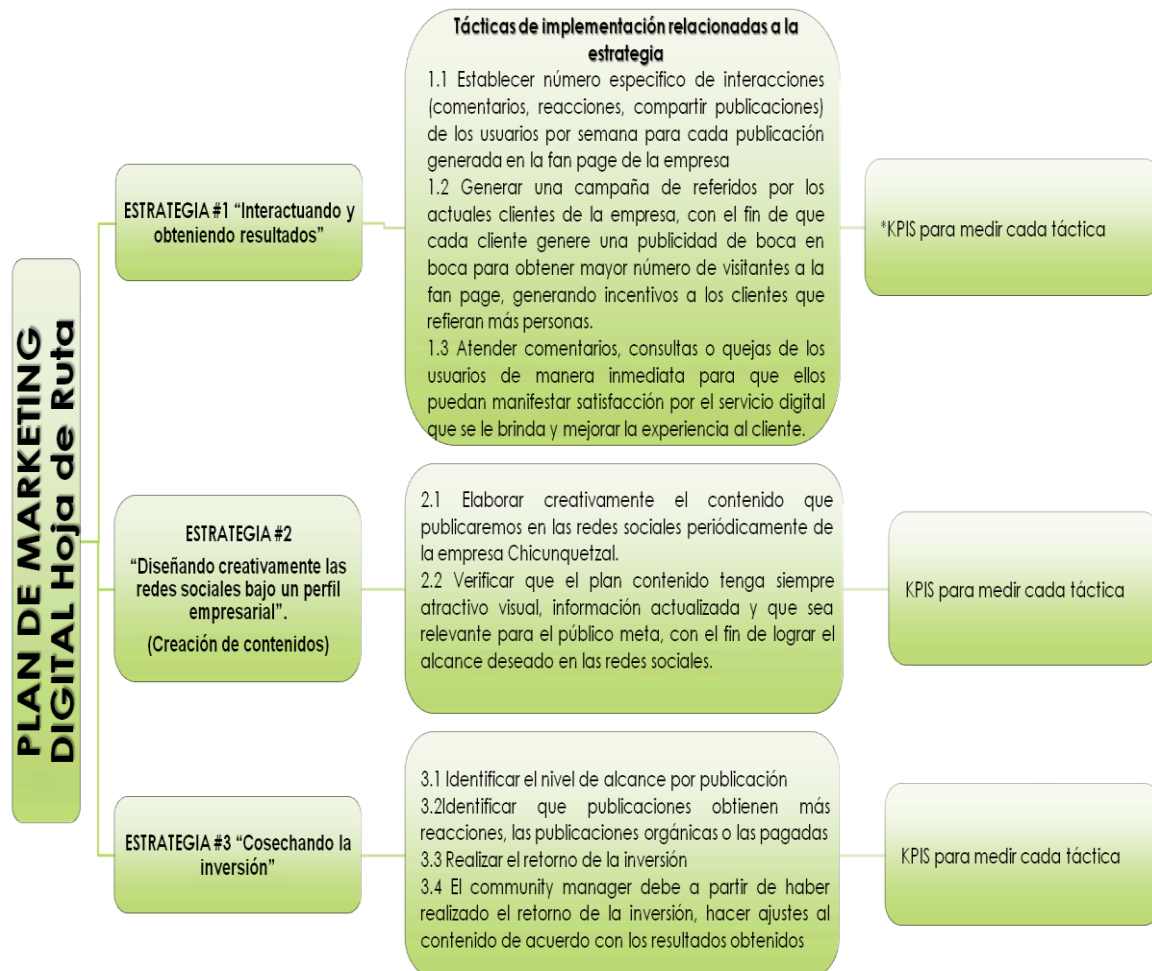 PLAN DE MARKETING
DIGITAL Hoja de Ruta
ESTRATEGIA #1 “Interactuando y
obteniendo resultados”
Tácticas de implementación relacionadas a la
estrategia
1.1 Establecer número especifico de interacciones
(comentarios, reacciones, compartir publicaciones)
de los usuarios por semana para cada publicación
generada en la fan page de la empresa
1.2 Generar una campaña de referidos por los
actuales clientes de la empresa, con el fin de que
cada cliente genere una publicidad de boca en
boca para obtener mayor número de visitantes a la
fan page, generando incentivos a los clientes que
refieran más personas.
1.3 Atender comentarios, consultas o quejas de los
usuarios de manera inmediata para que ellos
puedan manifestar satisfacción por el servicio digital
que se le brinda y mejorar la experiencia al cliente.
*KPIS para medir cada táctica
ESTRATEGIA #2
“Diseñando creativamente las
redes sociales bajo un perfil
empresarial”.
(Creación de contenidos)
2.1 Elaborar creativamente el contenido que
publicaremos en las redes sociales periódicamente de
la empresa Chicunquetzal.
2.2 Verificar que el plan contenido tenga siempre
atractivo visual, información actualizada y que sea
relevante para el público meta, con el fin de lograr el
alcance deseado en las redes sociales.
KPIS para medir cada táctica
ESTRATEGIA #3 “Cosechando la
inversión”
3.1 Identificar el nivel de alcance por publicación
3.2Identificar que publicaciones obtienen más
reacciones, las publicaciones orgánicas o las pagadas
3.3 Realizar el retorno de la inversión
3.4 El community manager debe a partir de haber
realizado el retorno de la inversión, hacer ajustes al
contenido de acuerdo con los resultados obtenidos
KPIS para medir cada táctica